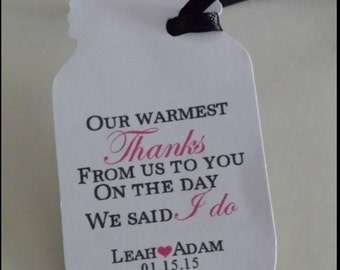 Our warmest
Thanks
From us to you
On the day
We said I do
Leah❤Adam
01.15.15